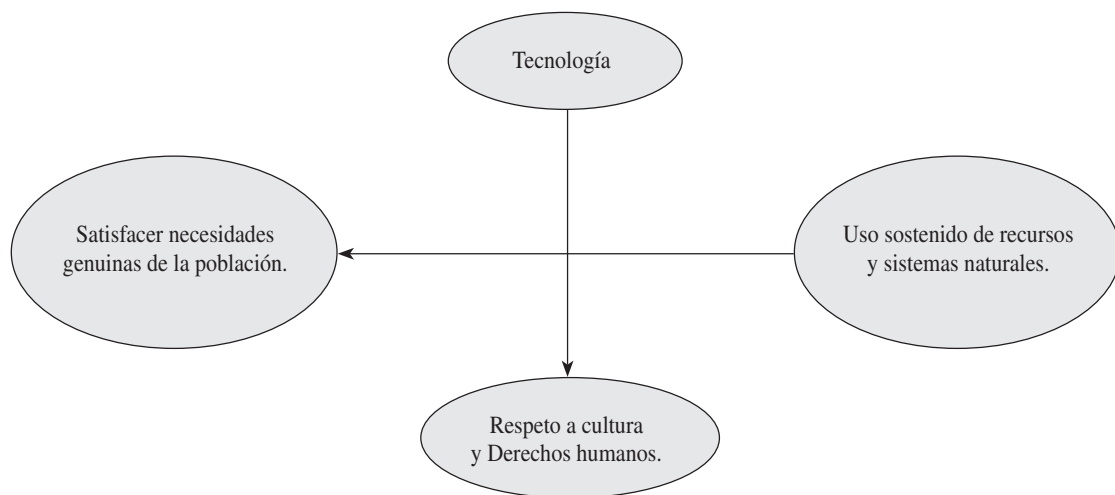 Tecnología
Satisfacer necesidades
genuinas de la población.
Uso sostenido de recursos
y sistemas naturales.
Respeto a cultura
y Derechos humanos.